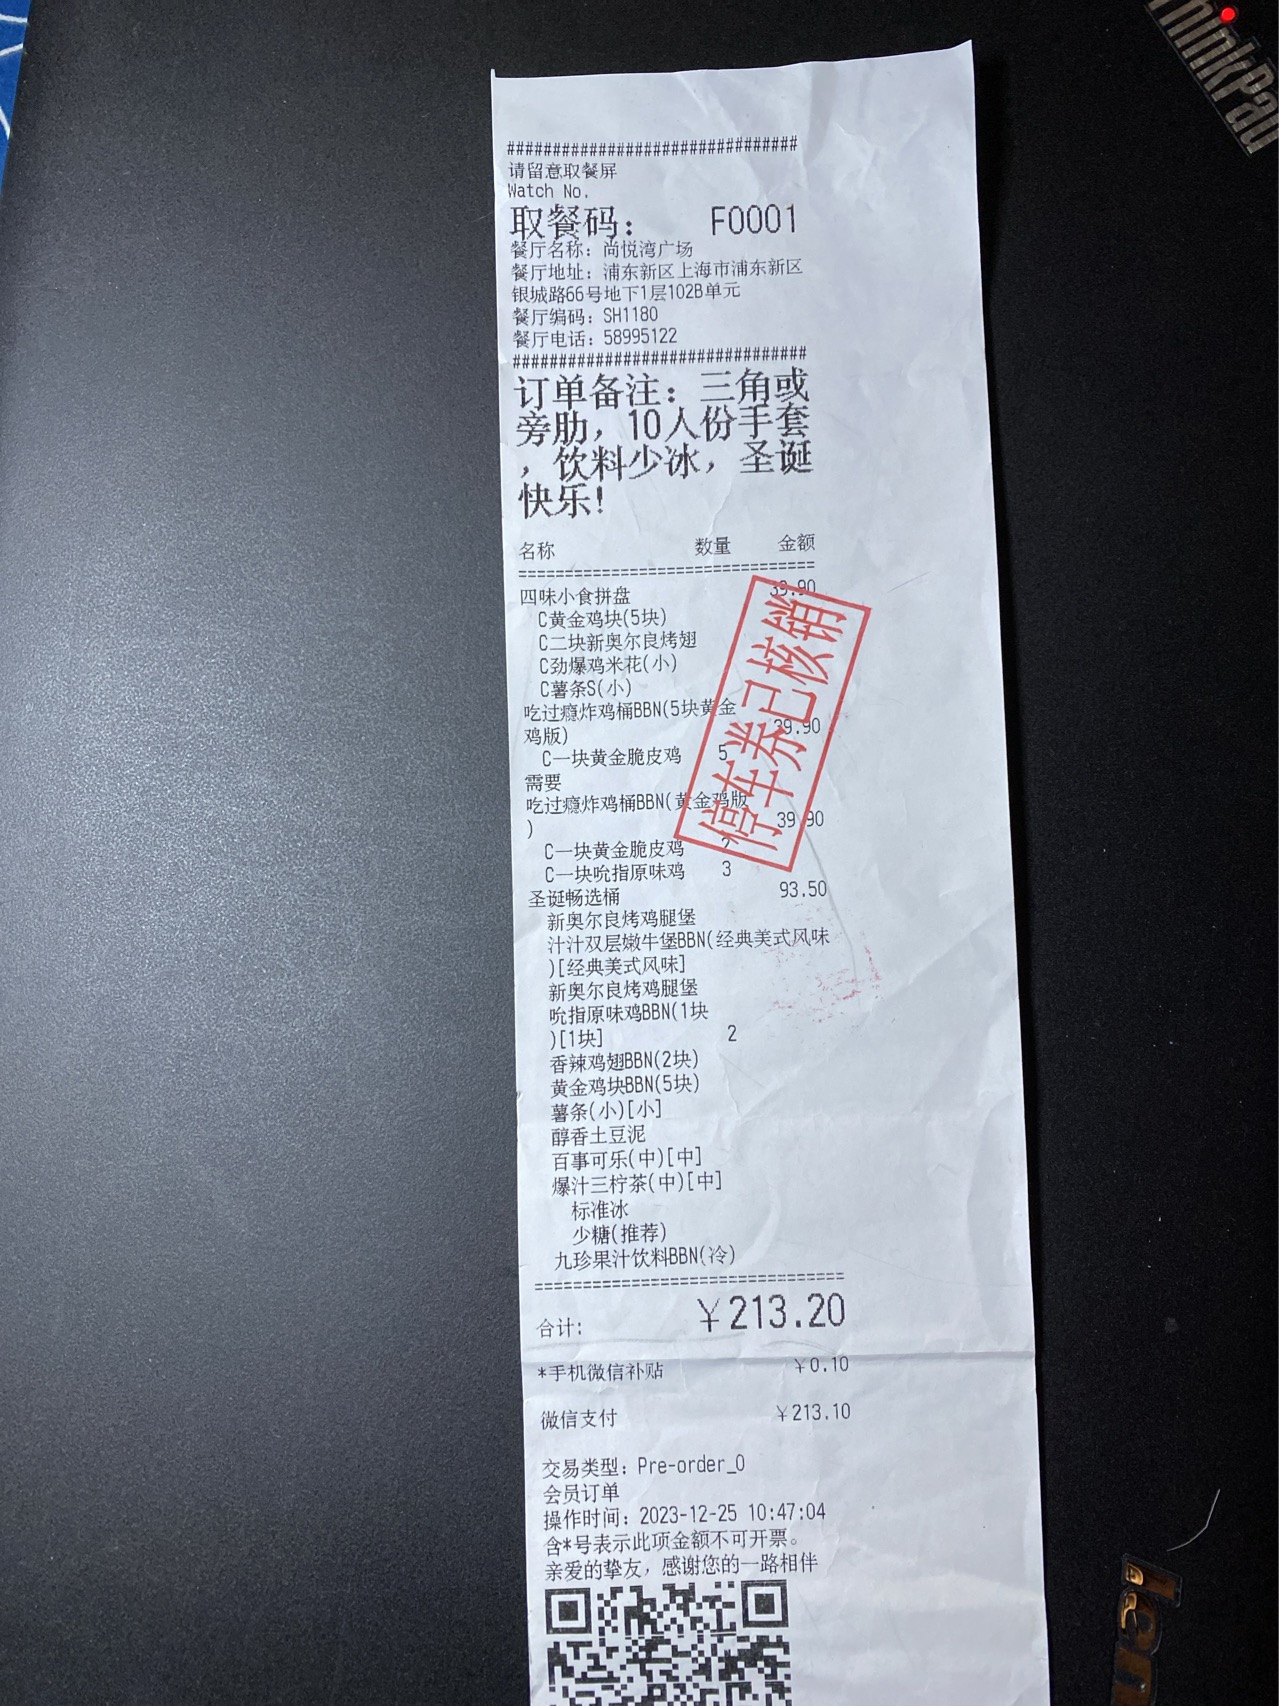 ThinkPad
###############################
请留意取餐屏
Watch No.
取餐码: F0001
餐厅名称: 尚悦湾广场
餐厅地址: 浦东新区上海市浦东新区
银城路66号地下1层102B单元
餐厅编码: SH1180
餐厅电话: 58995122
###############################
订单备注: 三角或
旁肋, 10人份手套
, 饮料少冰, 圣诞
快乐!
名称 数量 金额
================================
四味小食拼盘 39.90
C黄金鸡块(5块)
C二块新奥尔良烤翅
C劲爆鸡米花(小)
C薯条S(小)
吃过瘾炸鸡桶BBN(5块黄金 39.90
鸡版)
C一块黄金脆皮鸡 5
需要
吃过瘾炸鸡桶BBN(黄金鸡版 39.90
)
C一块黄金脆皮鸡 2
C一块吮指原味鸡 3
停车券已核销
圣诞畅选桶 93.50
新奥尔良烤鸡腿堡
汁汁双层嫩牛堡BBN(经典美式风味
)[经典美式风味]
新奥尔良烤鸡腿堡
吮指原味鸡BBN(1块
)[1块] 2
香辣鸡翅BBN(2块)
黄金鸡块BBN(5块)
薯条(小)[小]
醇香土豆泥
百事可乐(中)[中]
爆汁三柠茶(中)[中]
标准冰
少糖(推荐)
九珍果汁饮料BBN(冷)
================================
合计: ￥213.20
*手机微信补贴 ￥0.10
微信支付 ￥213.10
交易类型: Pre-order_0
会员订单
操作时间: 2023-12-25 10:47:04
含*号表示此项金额不可开票。
亲爱的挚友, 感谢您的一路相伴